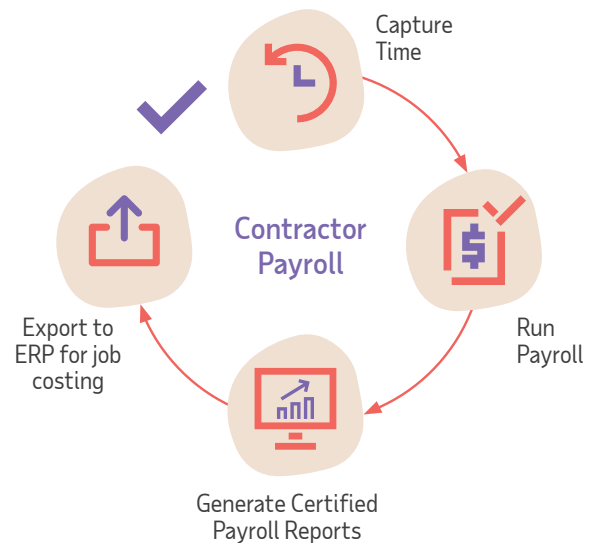 Capture
Time
Contractor
Payroll
Run
Payroll
Generate Certified
Payroll Reports
Export to
ERP for job
costing